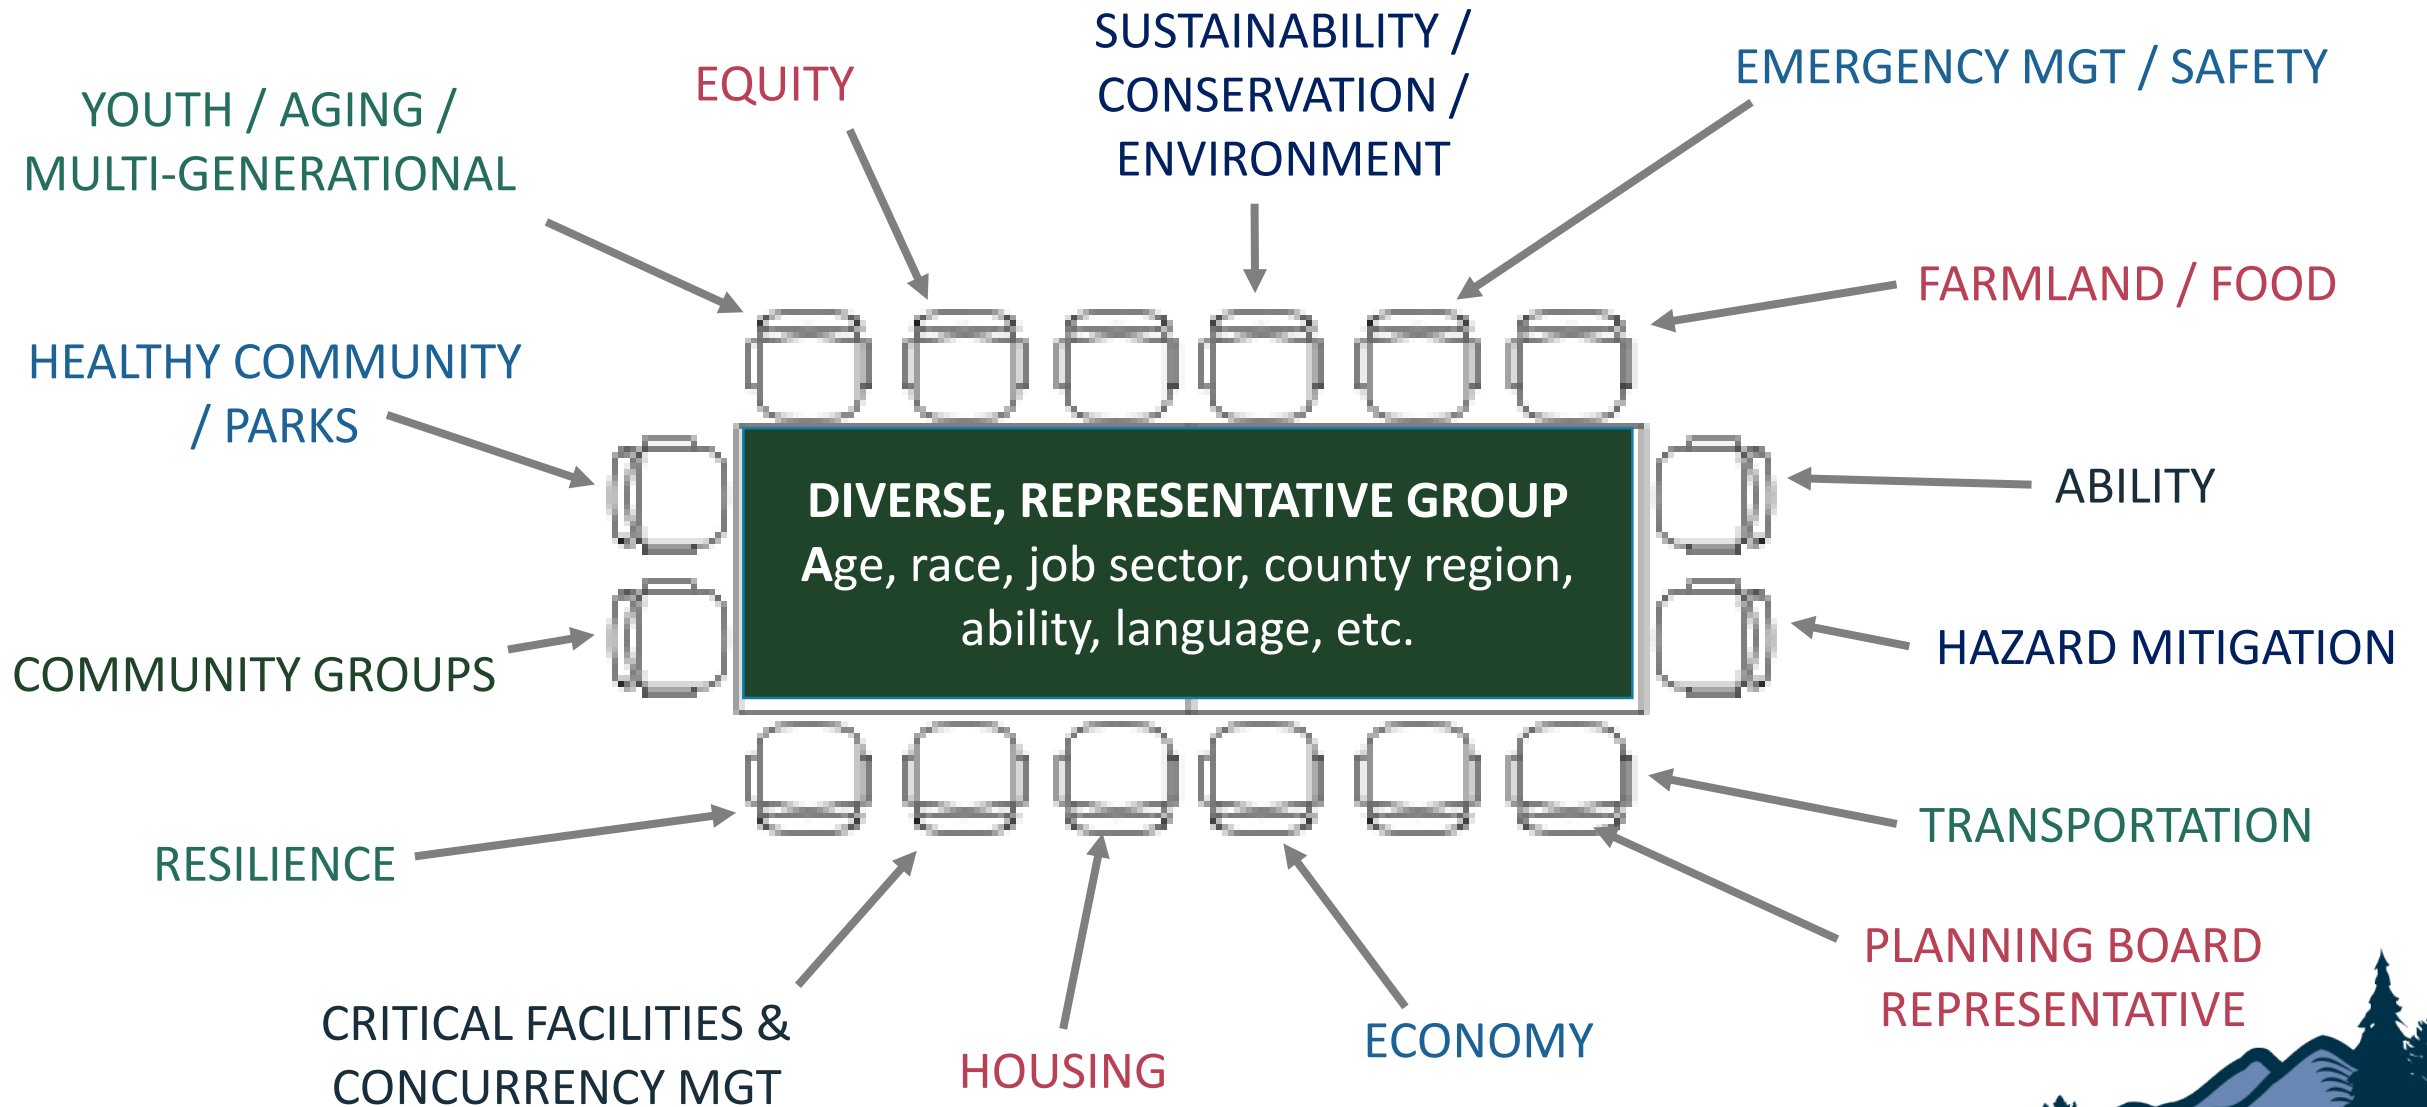 SUSTAINABILITY /
CONSERVATION /
ENVIRONMENT
EMERGENCY MGT / SAFETY
EQUITY
YOUTH / AGING /
MULTI-GENERATIONAL
FARMLAND / FOOD
HEALTHY COMMUNITY
/ PARKS
DIVERSE, REPRESENTATIVE GROUP
Age, race, job sector, county region,
ability, language, etc.
ABILITY
HAZARD MITIGATION
COMMUNITY GROUPS
TRANSPORTATION
RESILIENCE
PLANNING BOARD
REPRESENTATIVE
CRITICAL FACILITIES &
CONCURRENCY MGT
HOUSING
ECONOMY